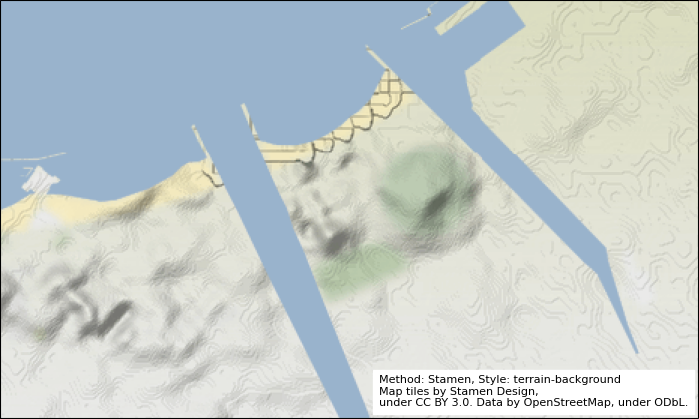 Method: Stamen, Style: terrain-background
Map tiles by Stamen Design,
under CC BY 3.0. Data by OpenStreetMap, under ODbL.